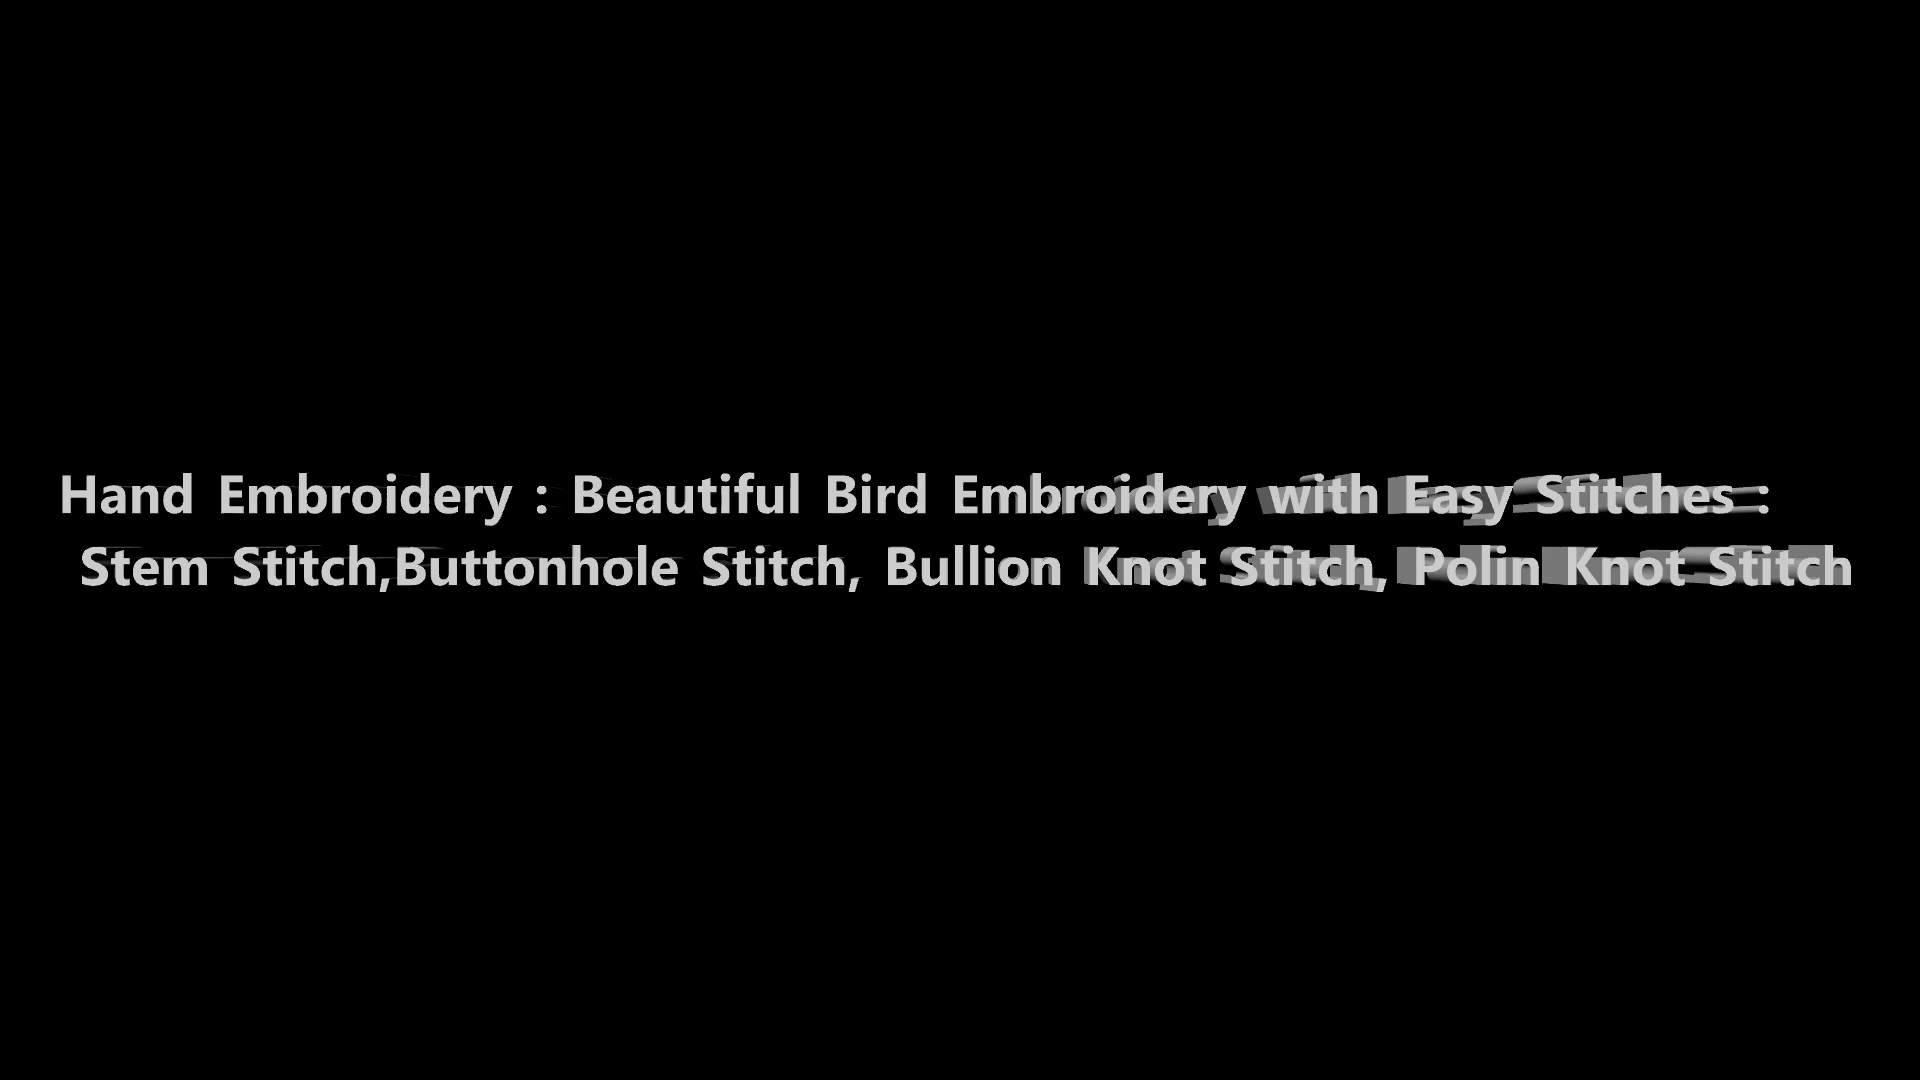 Hand Embroidery : Beautiful Bird Embroidery with Easy Stitches :
Stem Stitch,Buttonhole Stitch, Bullion Knot Stitch, Polin Knot Stitch